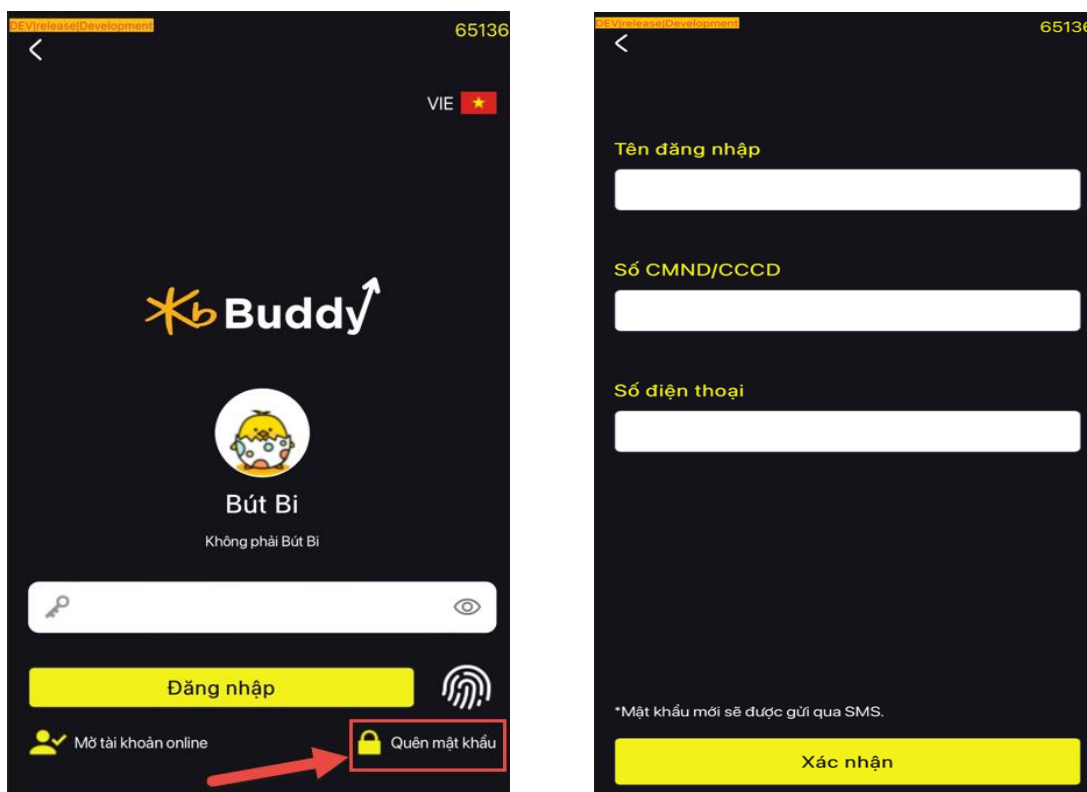 DEV|release|Development
65136
VIE
Kb Buddy
Bút Bi
Không phải Bút Bi
Đăng nhập
Mở tài khoản online
Quên mật khẩu
DEV|release|Development
65136
Tên đăng nhập
Số CMND/CCCD
Số điện thoại
*Mật khẩu mới sẽ được gửi qua SMS.
Xác nhận